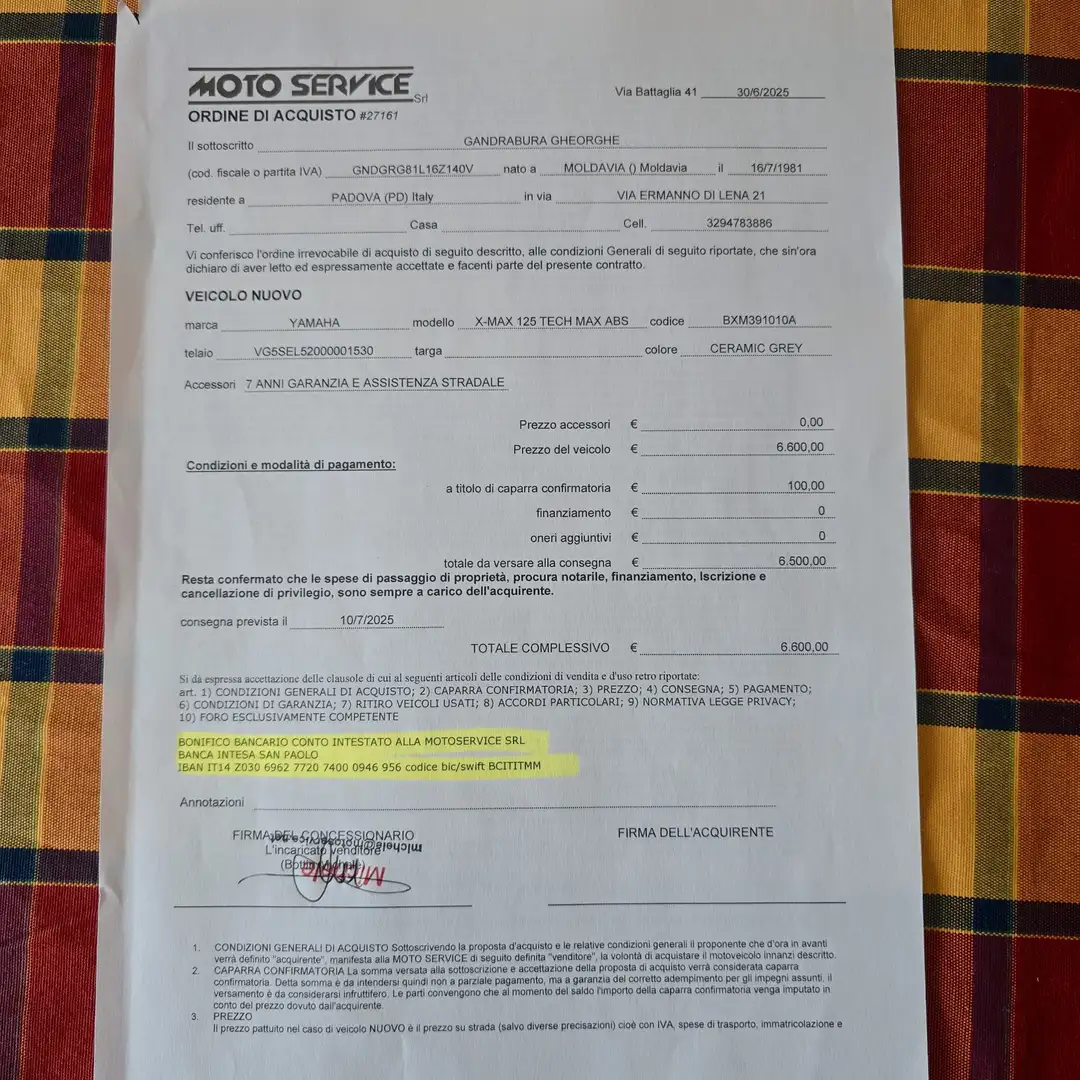 MOTO SERVICE Srl
Via Battaglia 41 30/6/2025
ORDINE DI ACQUISTO #27161
Il sottoscritto GANDRABURA GHEORGHE
(cod. fiscale o partita IVA) GNDGRG81L16Z140V nato a MOLDAVIA () Moldavia il 16/7/1981
residente a PADOVA (PD) Italy in via VIA ERMANNO DI LENA 21
Tel. uff. Casa Cell. 3294783886
Vi conferisco l'ordine irrevocabile di acquisto di seguito descritto, alle condizioni Generali di seguito riportate, che sin'ora
dichiaro di aver letto ed espressamente accettate e facenti parte del presente contratto.
VEICOLO NUOVO
marca YAMAHA modello X-MAX 125 TECH MAX ABS codice BXM391010A
telaio VG5SEL52000001530 targa colore CERAMIC GREY
Accessori 7 ANNI GARANZIA E ASSISTENZA STRADALE
Prezzo accessori € 0,00
Prezzo del veicolo € 6.600,00
Condizioni e modalità di pagamento:
a titolo di caparra confirmatoria € 100,00
finanziamento € 0
oneri aggiuntivi € 0
totale da versare alla consegna € 6.500,00
Resta confermato che le spese di passaggio di proprietà, procura notarile, finanziamento, Iscrizione e
cancellazione di privilegio, sono sempre a carico dell'acquirente.
consegna prevista il 10/7/2025
TOTALE COMPLESSIVO € 6.600,00
Si da espressa accettazione delle clausole di cui al seguenti articoli delle condizioni di vendita e d'uso retro riportate:
art. 1) CONDIZIONI GENERALI DI ACQUISTO; 2) CAPARRA CONFIRMATORIA; 3) PREZZO; 4) CONSEGNA; 5) PAGAMENTO;
6) CONDIZIONI DI GARANZIA; 7) RITIRO VEICOLI USATI; 8) ACCORDI PARTICOLARI; 9) NORMATIVA LEGGE PRIVACY;
10) FORO ESCLUSIVAMENTE COMPETENTE
BONIFICO BANCARIO CONTO INTESTATO ALLA MOTOSERVICE SRL
BANCA INTESA SAN PAOLO
IBAN IT14 Z030 6962 7720 7400 0946 956 codice bic/swift BCITITMM
Annotazioni
FIRMA DEL CONCESSIONARIO
FIRMA DELL'ACQUIRENTE
L'incaricato venditore
michele@motoservice.net
1. CONDIZIONI GENERALI DI ACQUISTO Sottoscrivendo la proposta d'acquisto e le relative condizioni generali il proponente che d'ora in avanti
verrà definito "acquirente", manifesta alla MOTO SERVICE di seguito definita "venditore", la volontà di acquistare il motoveicolo innanzi descritto.
2. CAPARRA CONFIRMATORIA La somma versata alla sottoscrizione e accettazione della proposta di acquisto verrà considerata caparra
confirmatoria. Detta somma è da intendersi quindi non a parziale pagamento, ma a garanzia del corretto adempimento per gli impegni assunti, il
versamento è da considerarsi infruttifero. Le parti convengono che al momento del saldo l'importo della caparra confirmatoria venga imputato in
conto del prezzo dovuto dall'acquirente.
3. PREZZO
Il prezzo pattuito nel caso di veicolo NUOVO è il prezzo su strada (salvo diverse precisazioni) cioè con IVA, spese di trasporto, immatricolazione e